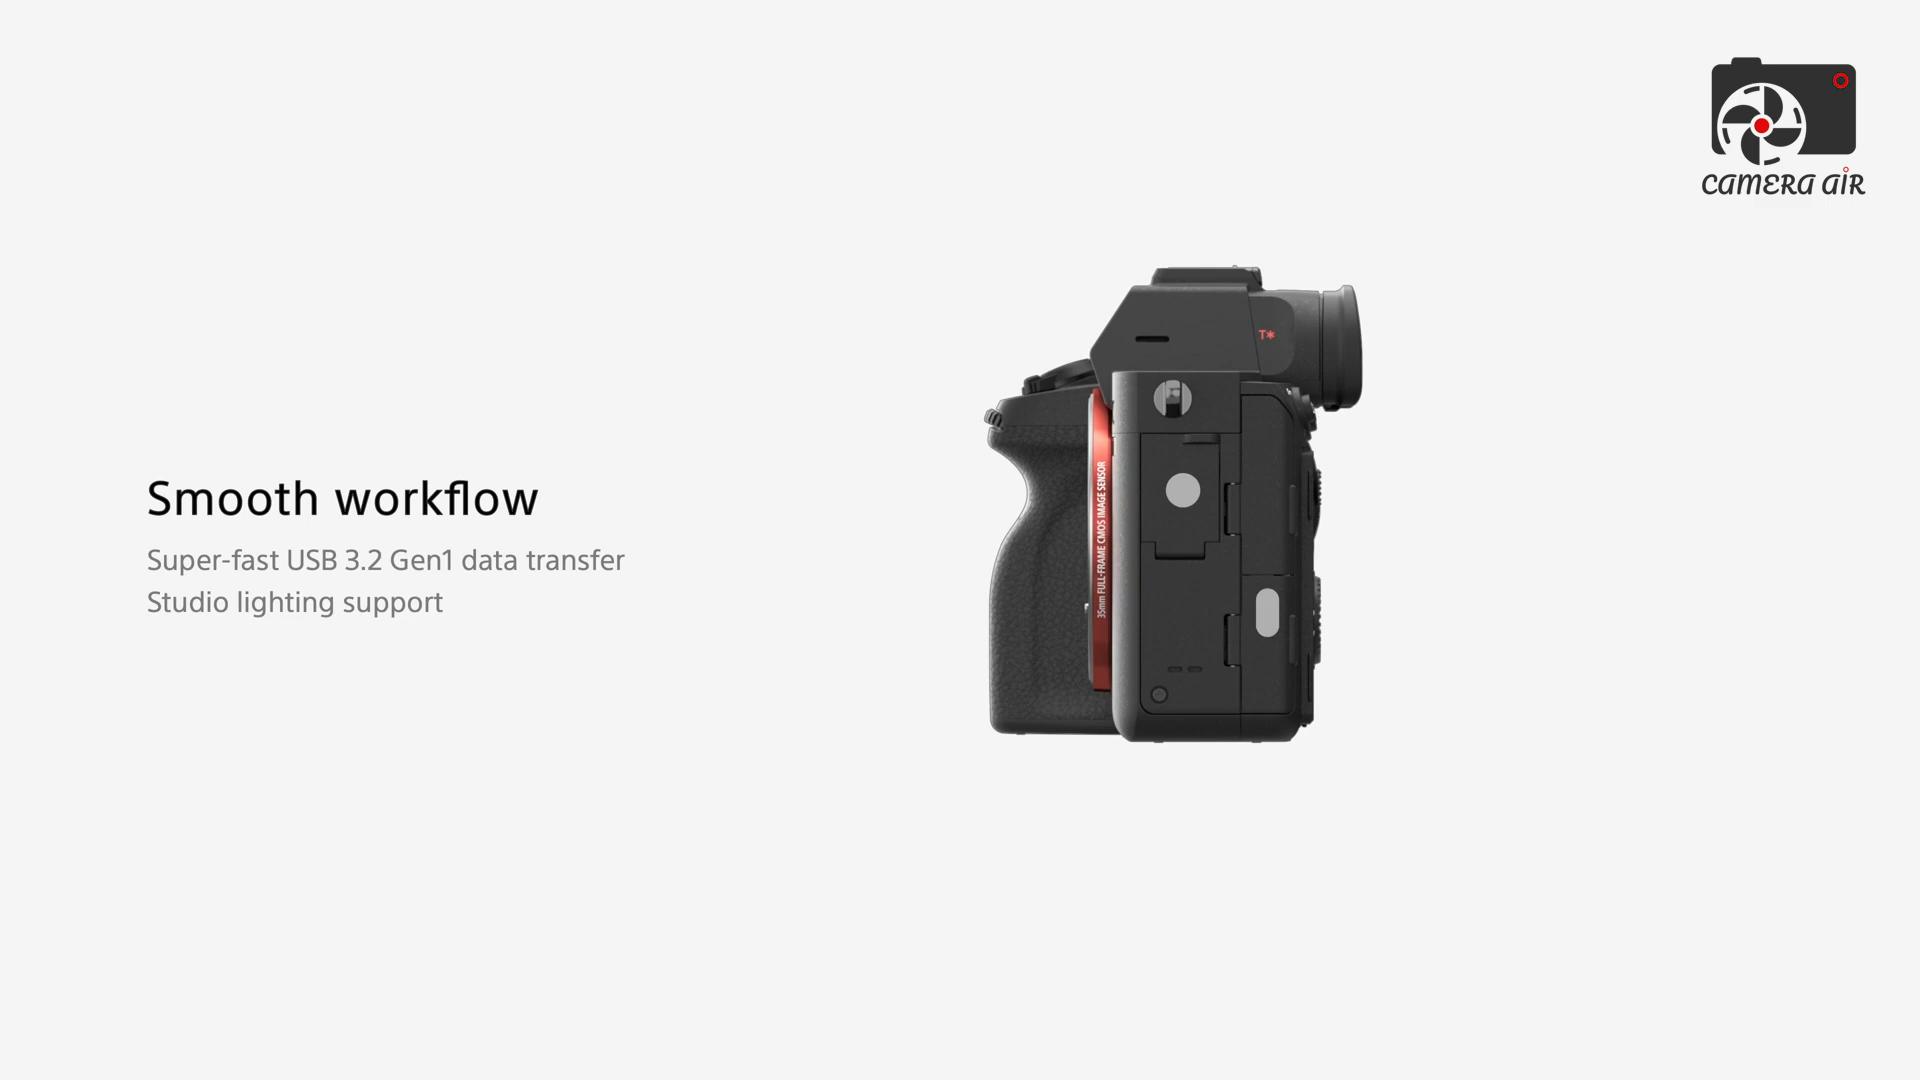 CAMERA AIR
T*
35mm FULL-FRAME CMOS IMAGE SENSOR
Smooth workflow
Super-fast USB 3.2 Gen1 data transfer
Studio lighting support